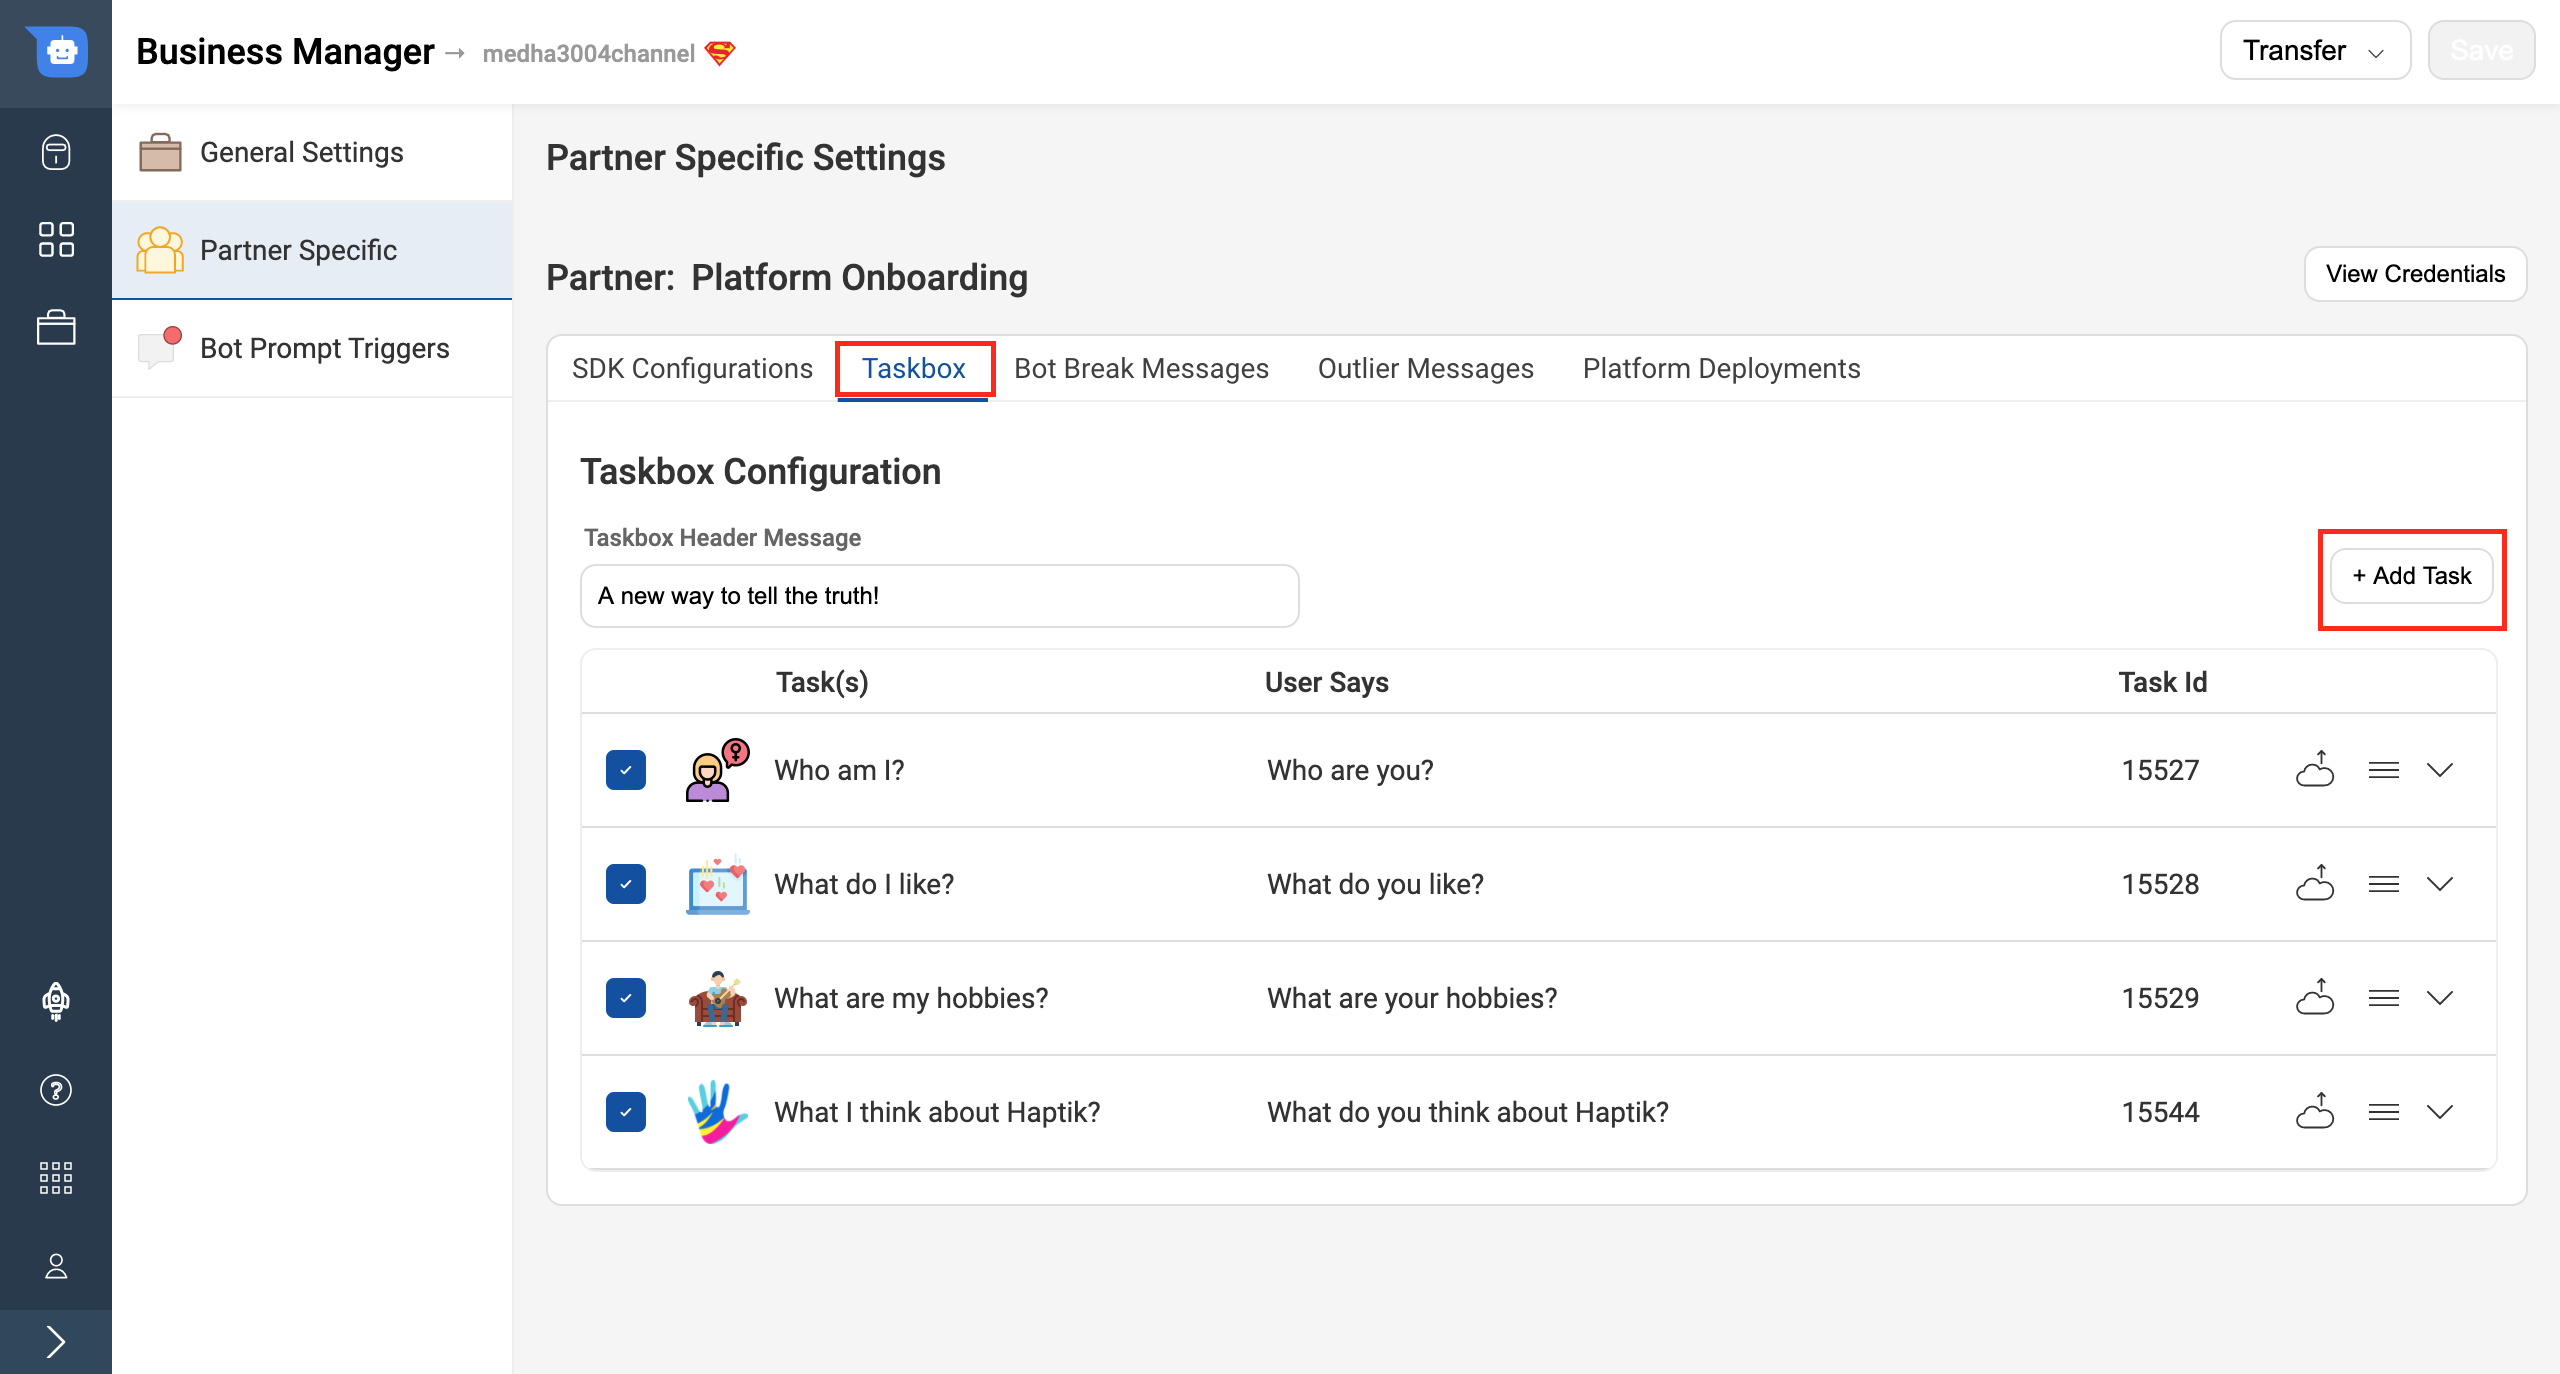 Business Manager → medha3004channel
Transfer
Save
General Settings
Partner Specific
Bot Prompt Triggers
Partner Specific Settings
Partner: Platform Onboarding
View Credentials
SDK Configurations Taskbox Bot Break Messages Outlier Messages Platform Deployments
Taskbox Configuration
Taskbox Header Message
A new way to tell the truth!
+ Add Task
Task(s) User Says Task Id
Who am I? Who are you? 15527
What do I like? What do you like? 15528
What are my hobbies? What are your hobbies? 15529
What I think about Haptik? What do you think about Haptik? 15544